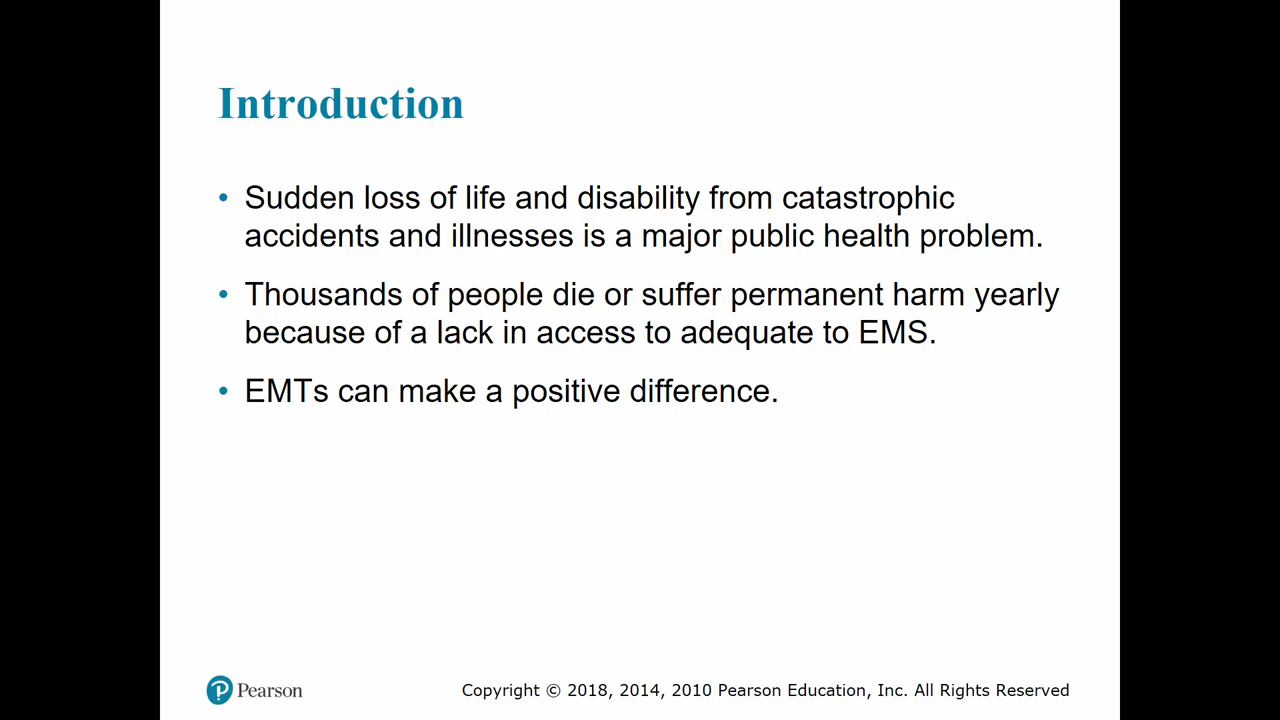 Introduction
• Sudden loss of life and disability from catastrophic
accidents and illnesses is a major public health problem.
• Thousands of people die or suffer permanent harm yearly
because of a lack in access to adequate to EMS.
• EMTs can make a positive difference.
P Pearson
Copyright © 2018, 2014, 2010 Pearson Education, Inc. All Rights Reserved